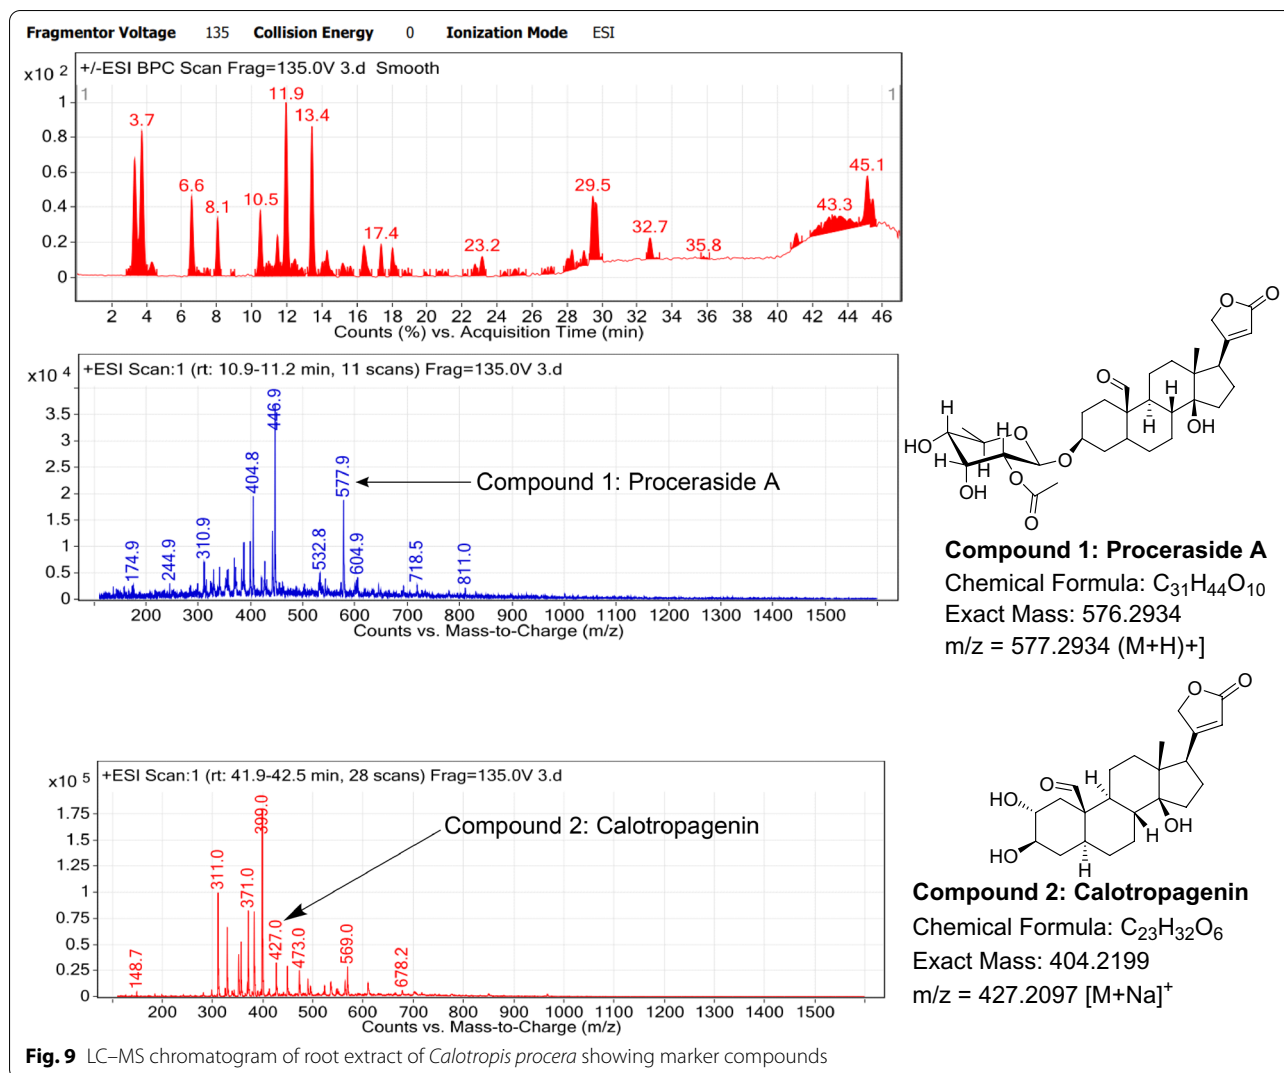 Fragmentor Voltage 135 Collision Energy 0 Ionization Mode ESI
+/-ESI BPC Scan Frag=135.0V 3.d Smooth
x10 2
1 1
1
0.8
0.6
0.4
0.2
0
3.7 6.6 8.1 10.5 11.9 13.4 17.4 23.2 29.5 32.7 35.8 43.3 45.1
2 4 6 8 10 12 14 16 18 20 22 24 26 28 30 32 34 36 38 40 42 44 46
Counts (%) vs. Acquisition Time (min)
+ESI Scan:1 (rt: 10.9-11.2 min, 11 scans) Frag=135.0V 3.d
x10 4
3.5
3
2.5
2
1.5
1
0.5
0
174.9 244.9 310.9 404.8 446.9 532.8 577.9 604.9 718.5 811.0
Compound 1: Proceraside A
200 300 400 500 600 700 800 900 1000 1100 1200 1300 1400 1500
Counts vs. Mass-to-Charge (m/z)
O O
O H H OH
H O H HO H H O OH O O
Compound 1: Proceraside A
Chemical Formula: C31H44O10
Exact Mass: 576.2934
m/z = 577.2934 (M+H)+]
+ESI Scan:1 (rt: 41.9-42.5 min, 28 scans) Frag=135.0V 3.d
x10 5
1.75
1.5
1.25
1
0.75
0.5
0.25
0
148.7 311.0 371.0 399.0 427.0 473.0 569.0 678.2
Compound 2: Calotropagenin
200 300 400 500 600 700 800 900 1000 1100 1200 1300 1400 1500
Counts vs. Mass-to-Charge (m/z)
O O
O H
HO OH
HO H H
Compound 2: Calotropagenin
Chemical Formula: C23H32O6
Exact Mass: 404.2199
m/z = 427.2097 [M+Na]+
Fig. 9 LC–MS chromatogram of root extract of Calotropis procera showing marker compounds